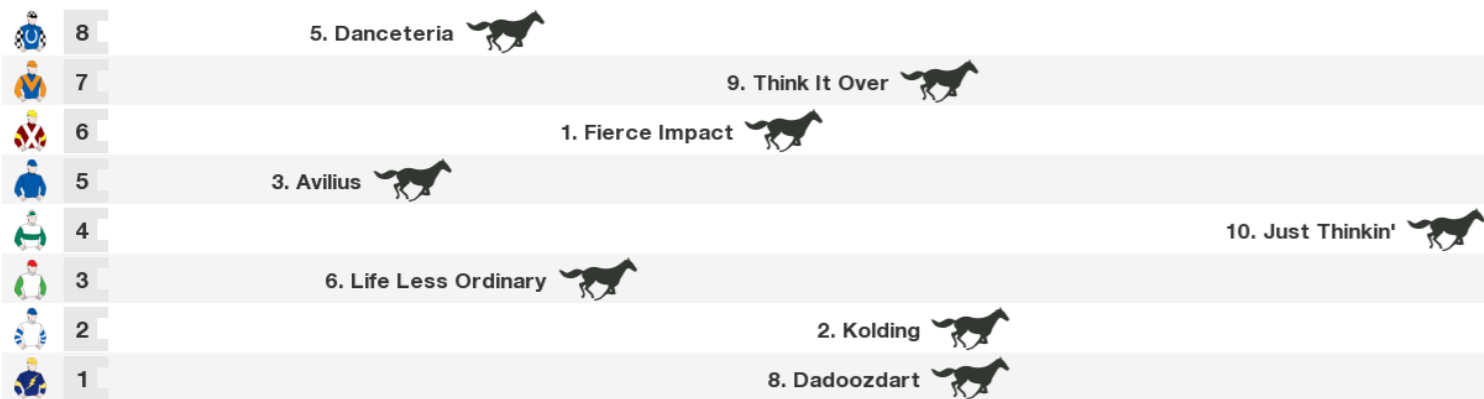 8 5. Danceteria
7 9. Think It Over
6 1. Fierce Impact
5 3. Avilius
4 10. Just Thinkin'
3 6. Life Less Ordinary
2 2. Kolding
1 8. Dadoozdart